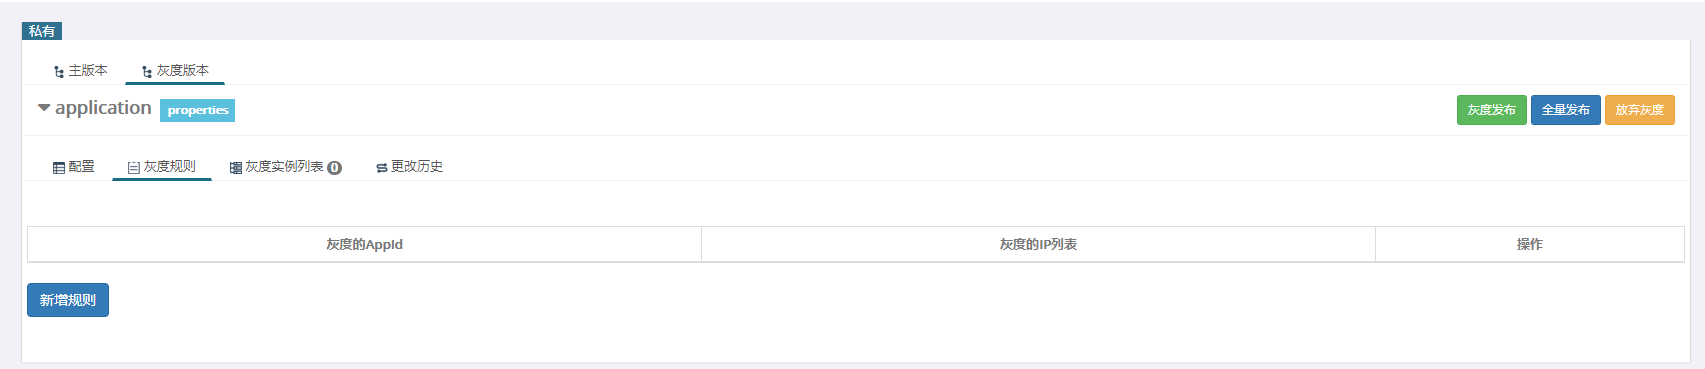 私有
主版本 灰度版本
application properties 灰度发布 全量发布 放弃灰度
配置 灰度规则 灰度实例列表 0 更改历史
灰度的AppId 灰度的IP列表 操作
新增规则